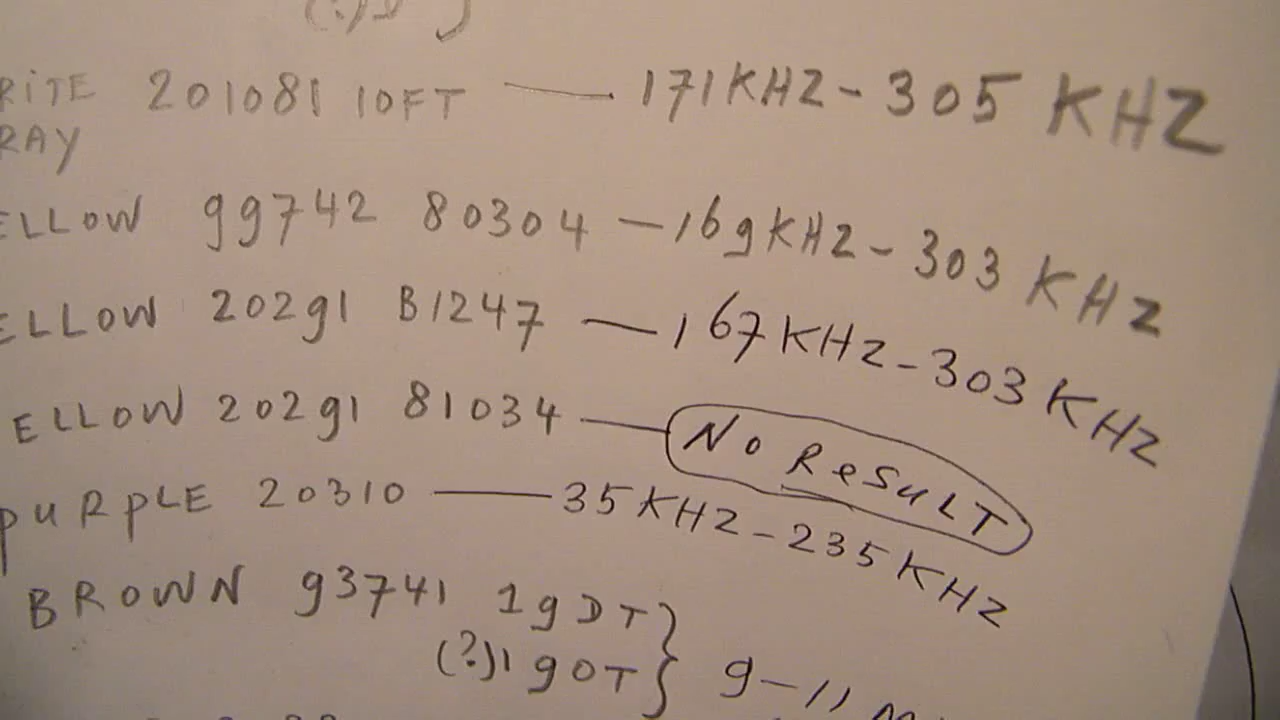 RITE 201081 10FT — 171KHZ - 305 KHZ
RAY
ELLOW 99742 80304 — 169KHZ - 303 KHZ
ELLOW 20291 B1247 — 167KHZ - 303 KHZ
ELLOW 20291 81034 — NO ReSuLT
puRpLE 20310 — 35KHZ - 235KHZ
BROWN 93741 19DT }
(?)190T } 9-11